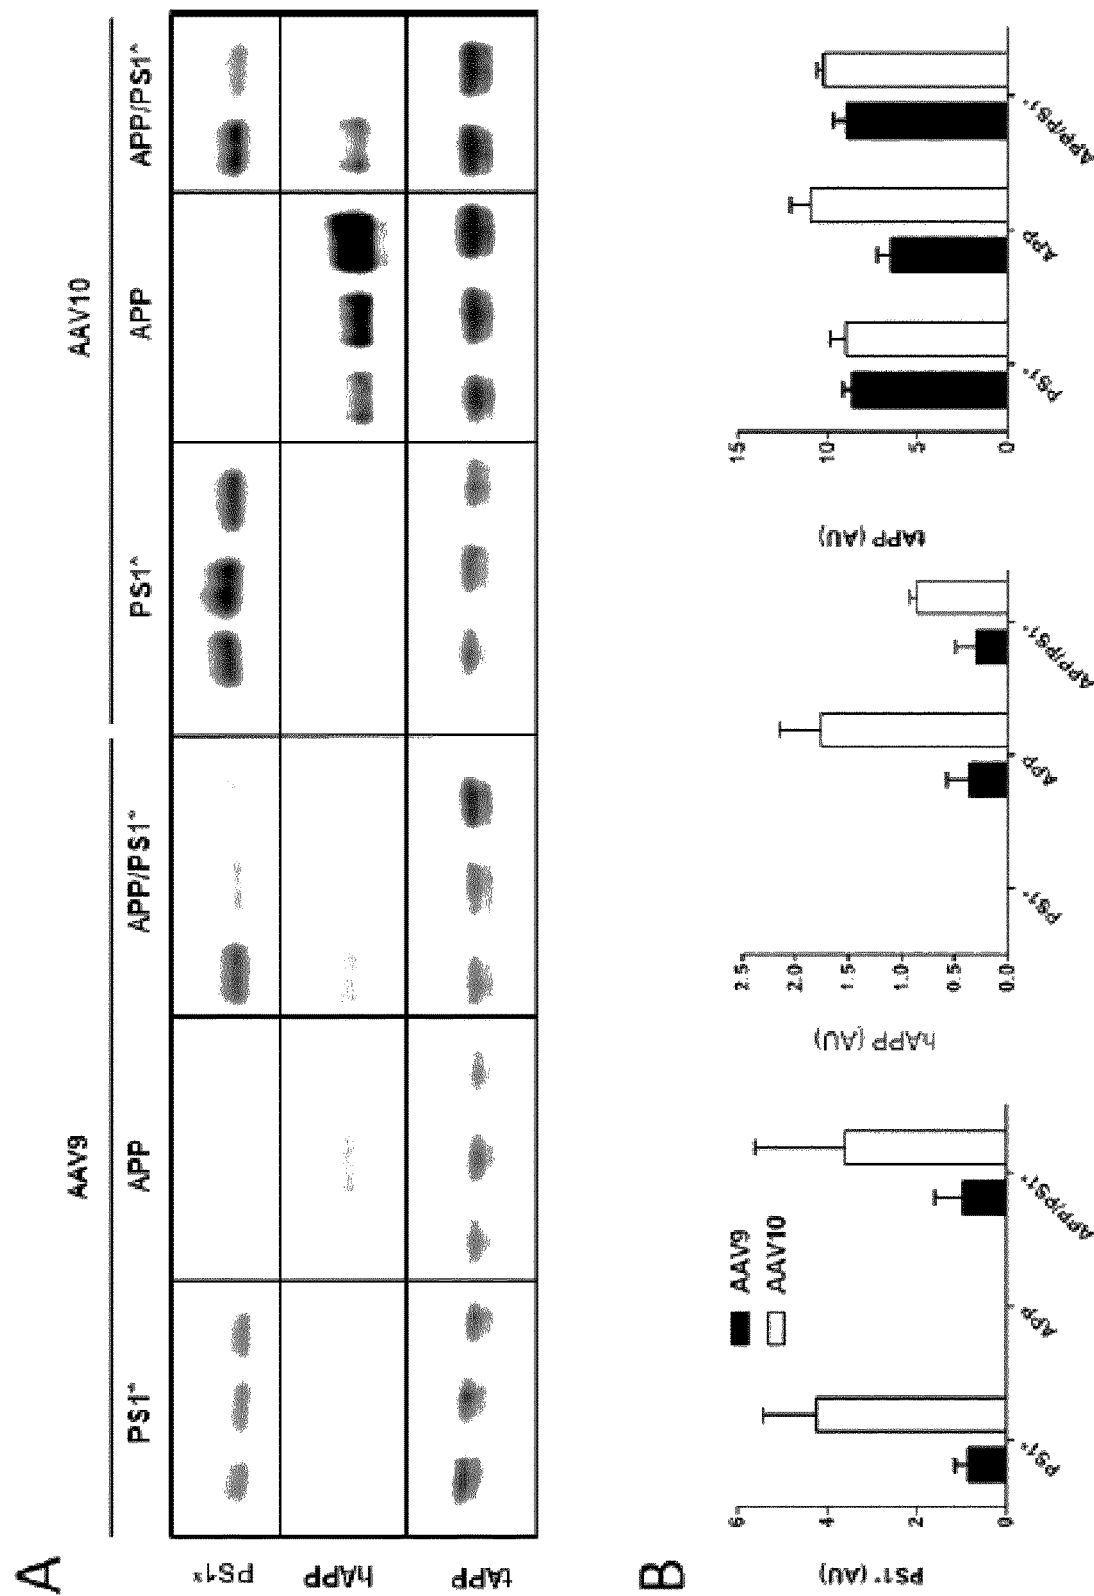 A
AAV9 AAV10
PS1* APP APP/PS1* PS1* APP APP/PS1*
PS1*
hAPP
tAPP
B
AAV9
AAV10
PS1* (AU)
6
4
2
0
PS1* APP APP/PS1*
hAPP (AU)
2.5
2.0
1.5
1.0
0.5
0.0
PS1* APP APP/PS1*
tAPP (AU)
15
10
5
0
PS1* APP APP/PS1*